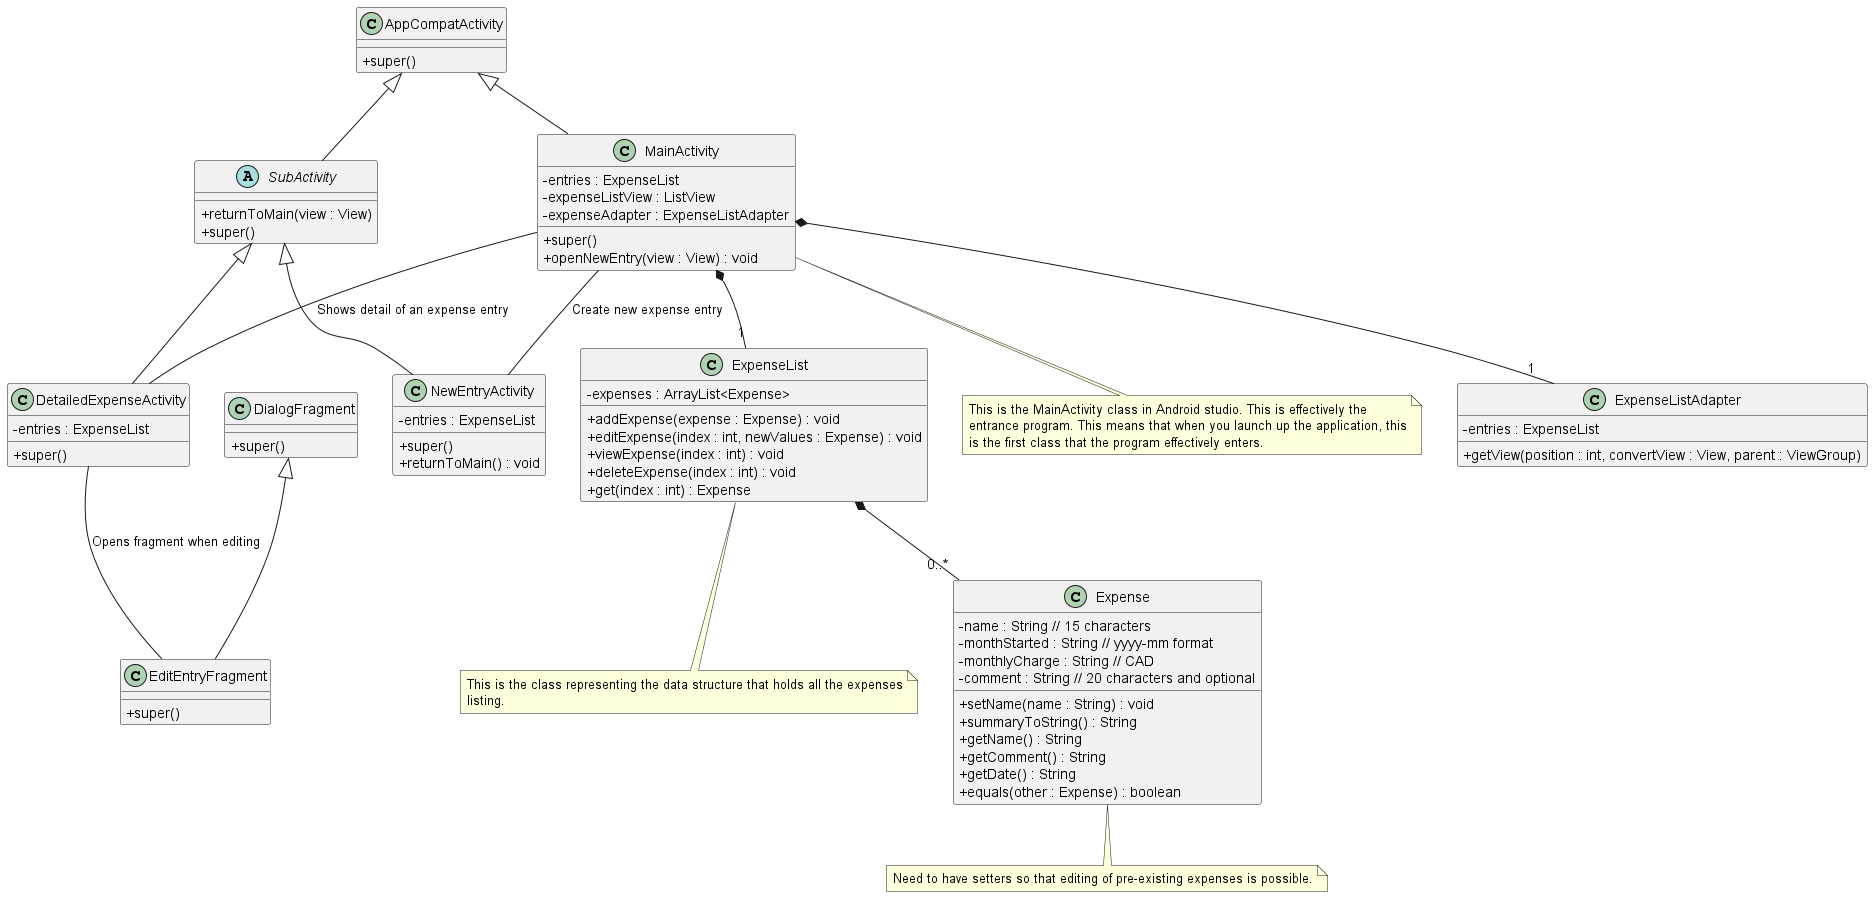 C AppCompatActivity
+super()
A SubActivity
+returnToMain(view : View)
+super()
C MainActivity
-entries : ExpenseList
-expenseListView : ListView
-expenseAdapter : ExpenseListAdapter
+super()
+openNewEntry(view : View) : void
Shows detail of an expense entry
Create new expense entry
1
1
C DetailedExpenseActivity
-entries : ExpenseList
+super()
C DialogFragment
+super()
C NewEntryActivity
-entries : ExpenseList
+super()
+returnToMain() : void
C ExpenseList
-expenses : ArrayList<Expense>
+addExpense(expense : Expense) : void
+editExpense(index : int, newValues : Expense) : void
+viewExpense(index : int) : void
+deleteExpense(index : int) : void
+get(index : int) : Expense
This is the MainActivity class in Android studio. This is effectively the
entrance program. This means that when you launch up the application, this
is the first class that the program effectively enters.
C ExpenseListAdapter
-entries : ExpenseList
+getView(position : int, convertView : View, parent : ViewGroup)
Opens fragment when editing
0..*
C EditEntryFragment
+super()
This is the class representing the data structure that holds all the expenses
listing.
C Expense
-name : String // 15 characters
-monthStarted : String // yyyy-mm format
-monthlyCharge : String // CAD
-comment : String // 20 characters and optional
+setName(name : String) : void
+summaryToString() : String
+getName() : String
+getComment() : String
+getDate() : String
+equals(other : Expense) : boolean
Need to have setters so that editing of pre-existing expenses is possible.